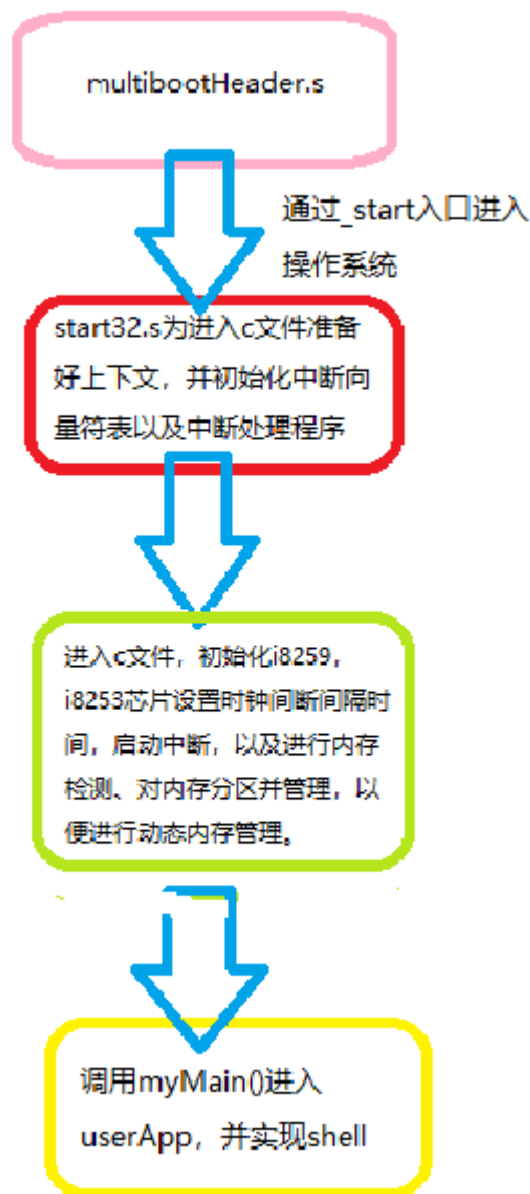 multibootHeader.s
通过_start入口进入
操作系统
start32.s为进入c文件准备
好上下文，并初始化中断向
量符表以及中断处理程序
进入c文件，初始化i8259，
i8253芯片设置时钟间断间隔时
间，启动中断，以及进行内存
检测、对内存分区并管理，以
便进行动态内存管理。
调用myMain()进入
userApp，并实现shell